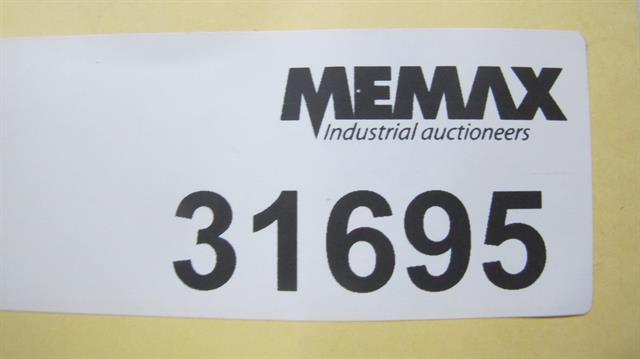 MEMAX
Industrial auctioneers
31695